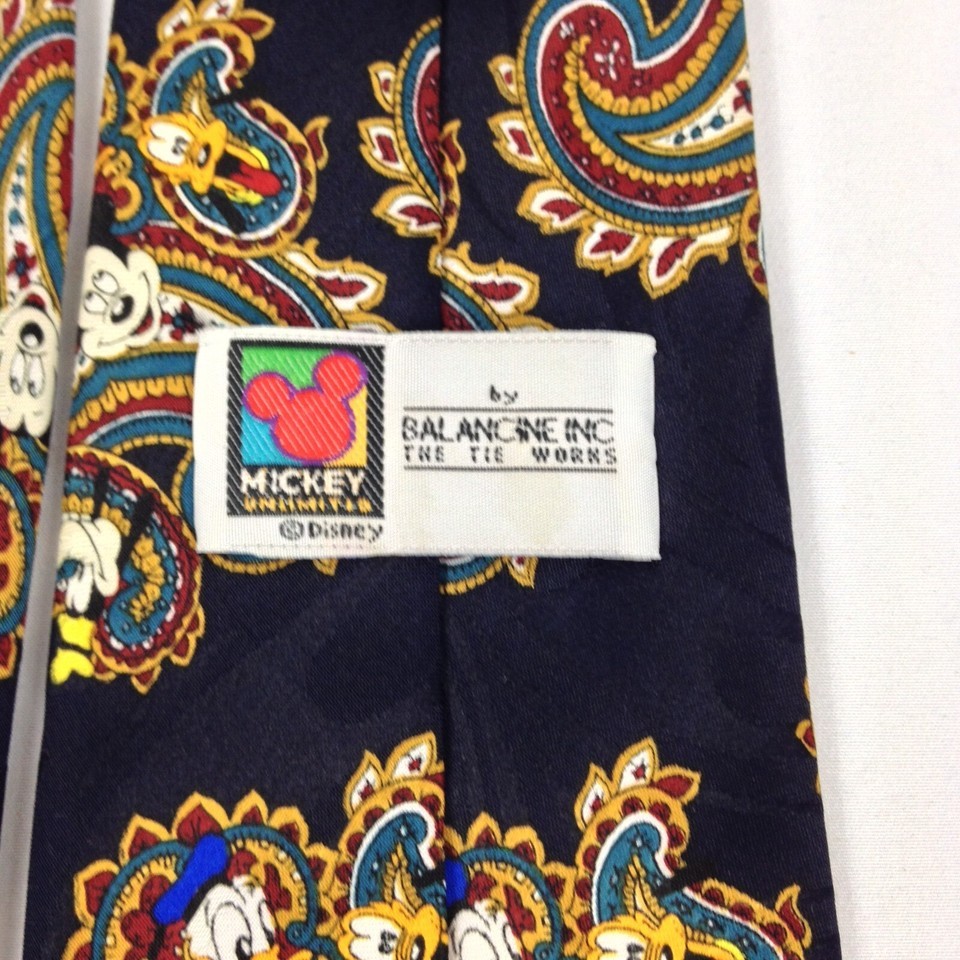 MICKEY
UNLIMITED
©Disney
by
BALANCINE INC
THE TIE WORKS